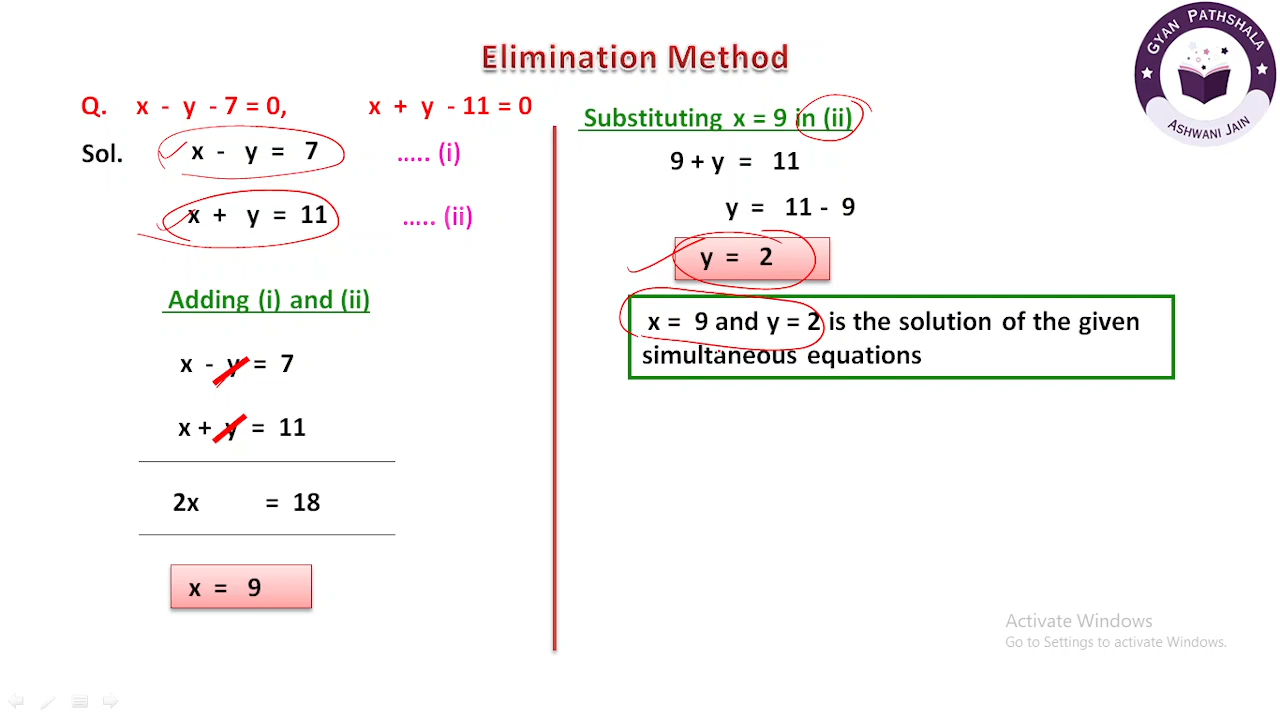 Elimination Method
GYAN PATHSHALA
ASHWANI JAIN
Q. x - y - 7 = 0, x + y - 11 = 0
Sol. x - y = 7 ..... (i)
x + y = 11 ..... (ii)
Adding (i) and (ii)
x - y = 7
x + y = 11
2x = 18
x = 9
Substituting x = 9 in (ii)
9 + y = 11
y = 11 - 9
y = 2
x = 9 and y = 2 is the solution of the given
simultaneous equations
Activate Windows
Go to Settings to activate Windows.